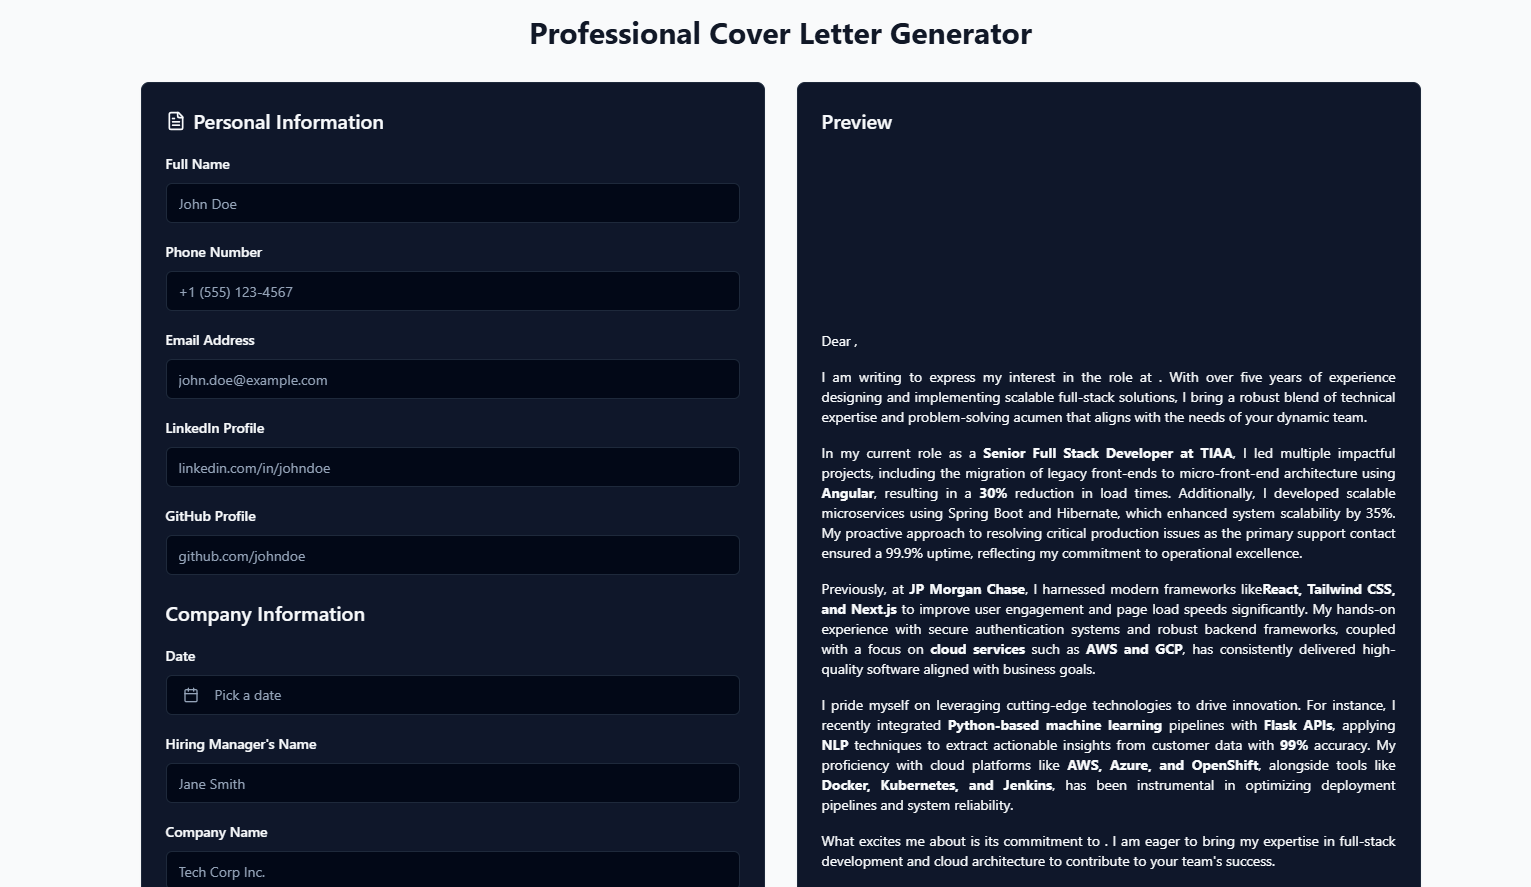 Professional Cover Letter Generator
Personal Information
Full Name
John Doe
Phone Number
+1 (555) 123-4567
Email Address
john.doe@example.com
LinkedIn Profile
linkedin.com/in/johndoe
GitHub Profile
github.com/johndoe
Company Information
Date
Pick a date
Hiring Manager's Name
Jane Smith
Company Name
Tech Corp Inc.
Preview
Dear ,
I am writing to express my interest in the role at . With over five years of experience
designing and implementing scalable full-stack solutions, I bring a robust blend of technical
expertise and problem-solving acumen that aligns with the needs of your dynamic team.
In my current role as a Senior Full Stack Developer at TIAA, I led multiple impactful
projects, including the migration of legacy front-ends to micro-front-end architecture using
Angular, resulting in a 30% reduction in load times. Additionally, I developed scalable
microservices using Spring Boot and Hibernate, which enhanced system scalability by 35%.
My proactive approach to resolving critical production issues as the primary support contact
ensured a 99.9% uptime, reflecting my commitment to operational excellence.
Previously, at JP Morgan Chase, I harnessed modern frameworks likeReact, Tailwind CSS,
and Next.js to improve user engagement and page load speeds significantly. My hands-on
experience with secure authentication systems and robust backend frameworks, coupled
with a focus on cloud services such as AWS and GCP, has consistently delivered high-
quality software aligned with business goals.
I pride myself on leveraging cutting-edge technologies to drive innovation. For instance, I
recently integrated Python-based machine learning pipelines with Flask APIs, applying
NLP techniques to extract actionable insights from customer data with 99% accuracy. My
proficiency with cloud platforms like AWS, Azure, and OpenShift, alongside tools like
Docker, Kubernetes, and Jenkins, has been instrumental in optimizing deployment
pipelines and system reliability.
What excites me about is its commitment to . I am eager to bring my expertise in full-stack
development and cloud architecture to contribute to your team's success.